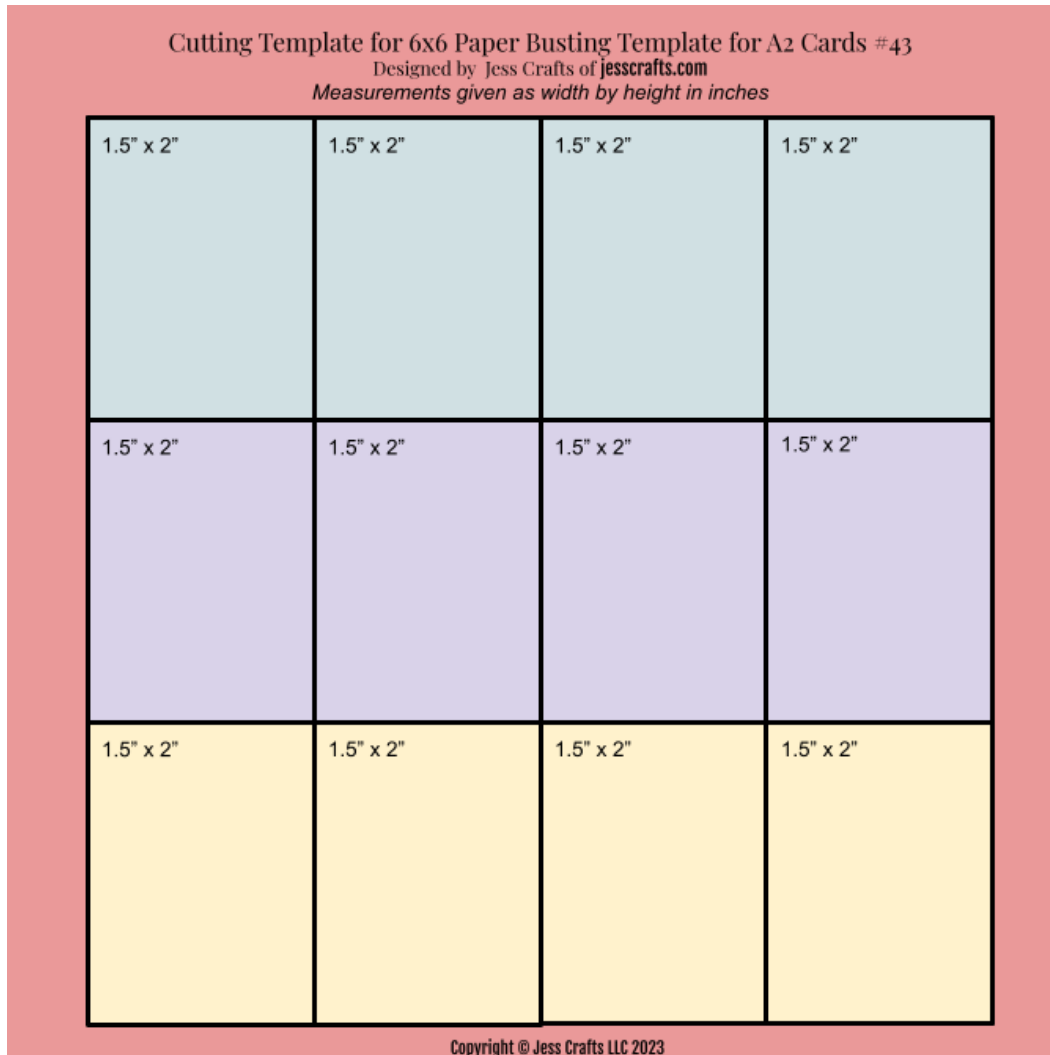 Cutting Template for 6x6 Paper Busting Template for A2 Cards #43
Designed by Jess Crafts of jesscrafts.com
Measurements given as width by height in inches
1.5” x 2” 1.5” x 2” 1.5” x 2” 1.5” x 2”
1.5” x 2” 1.5” x 2” 1.5” x 2” 1.5” x 2”
1.5” x 2” 1.5” x 2” 1.5” x 2” 1.5” x 2”
Copyright © Jess Crafts LLC 2023